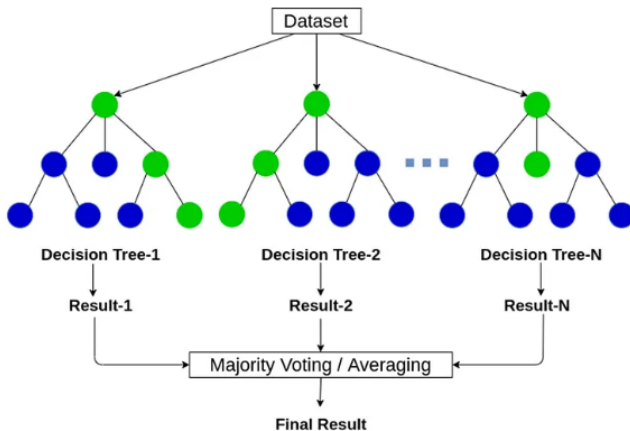 Dataset
Decision Tree-1
Decision Tree-2
Decision Tree-N
Result-1
Result-2
Result-N
Majority Voting / Averaging
Final Result